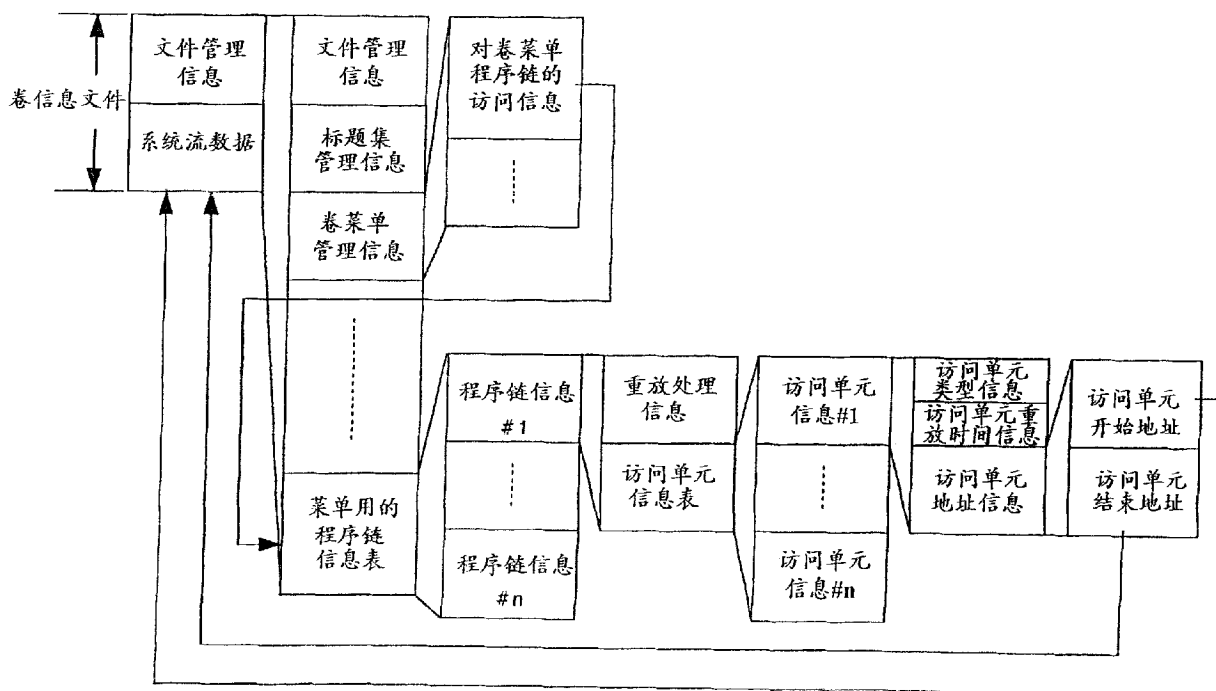 卷信息文件
文件管理
信息
系统流数据
文件管理
信息
标题集
管理信息
卷菜单
管理信息
菜单用的
程序链
信息表
对卷菜单
程序链的
访问信息
程序链信息
#1
程序链信息
#n
重放处理
信息
访问单元
信息表
访问单元
信息#1
访问单元
信息#n
访问单元
类型信息
访问单元重
放时间信息
访问单元
地址信息
访问单元
开始地址
访问单元
结束地址